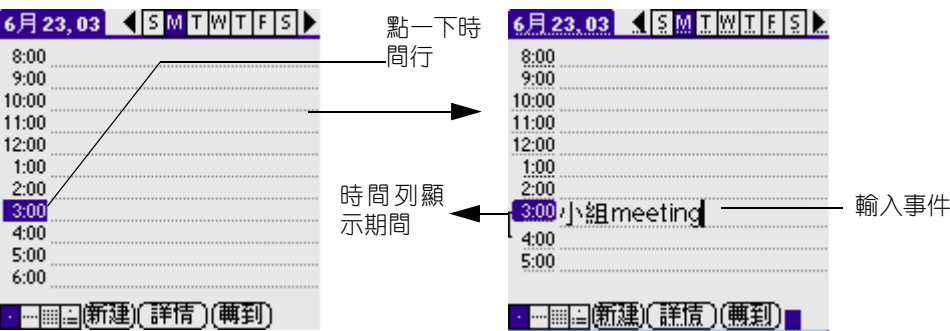 6月 23, 03 S M T W T F S
8:00
9:00
10:00
11:00
12:00
1:00
2:00
3:00
4:00
5:00
6:00
新建 詳情 轉到
點一下時
間行
時間列顯
示期間
6月 23, 03 S M T W T F S
8:00
9:00
10:00
11:00
12:00
1:00
2:00
3:00 小組meeting
4:00
5:00
新建 詳情 轉到
輸入事件